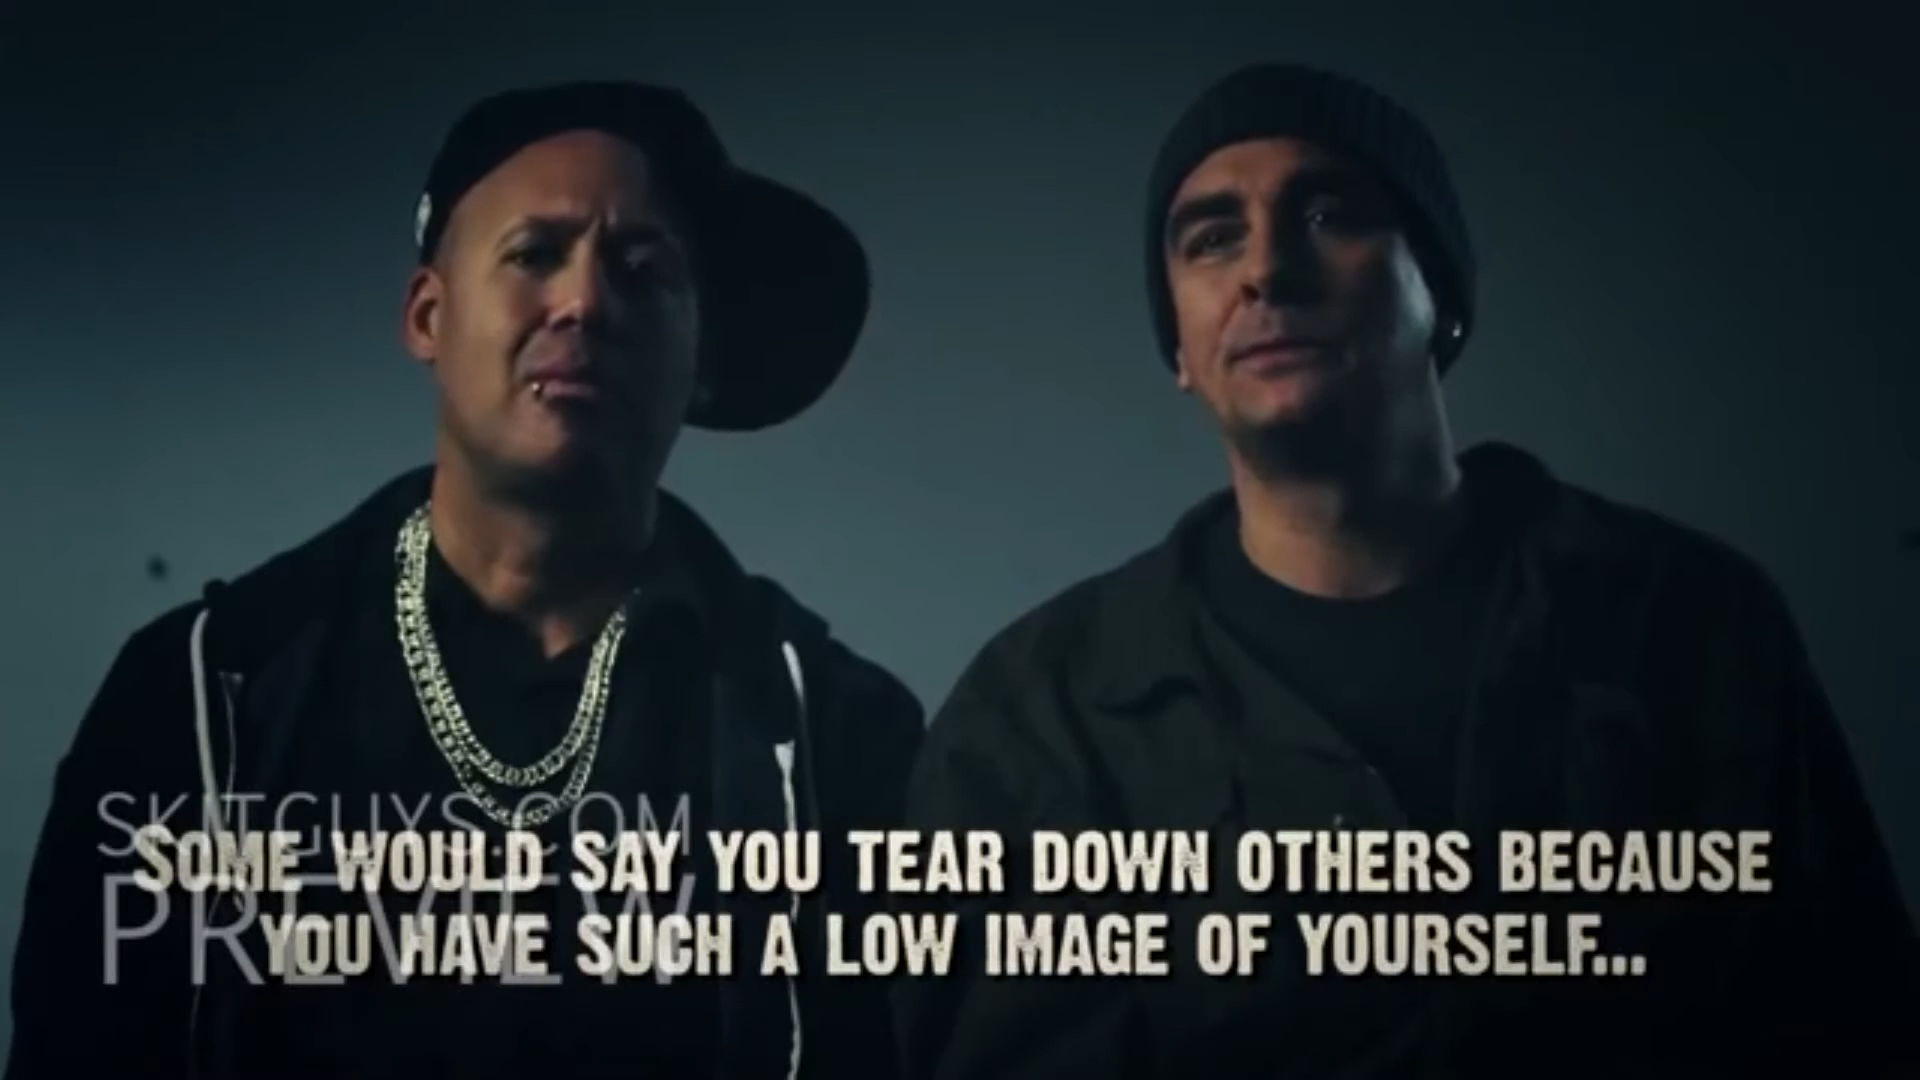 SKITGUYS.COM
PREVIEW
SOME WOULD SAY YOU TEAR DOWN OTHERS BECAUSE
YOU HAVE SUCH A LOW IMAGE OF YOURSELF...